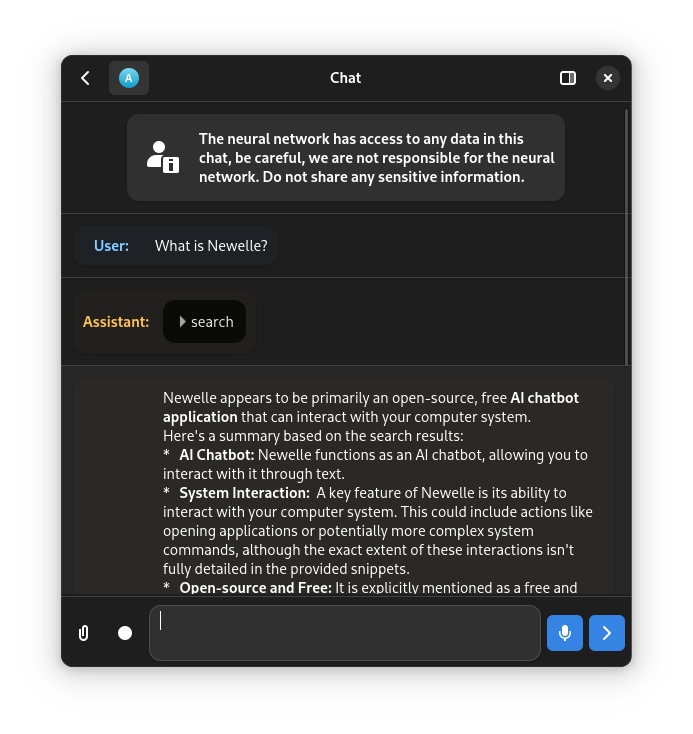 A
Chat
The neural network has access to any data in this
chat, be careful, we are not responsible for the neural
network. Do not share any sensitive information.
User: What is Newelle?
Assistant: search
Newelle appears to be primarily an open-source, free AI chatbot
application that can interact with your computer system.
Here's a summary based on the search results:
* AI Chatbot: Newelle functions as an AI chatbot, allowing you to
interact with it through text.
* System Interaction: A key feature of Newelle is its ability to
interact with your computer system. This could include actions like
opening applications or potentially more complex system
commands, although the exact extent of these interactions isn't
fully detailed in the provided snippets.
* Open-source and Free: It is explicitly mentioned as a free and